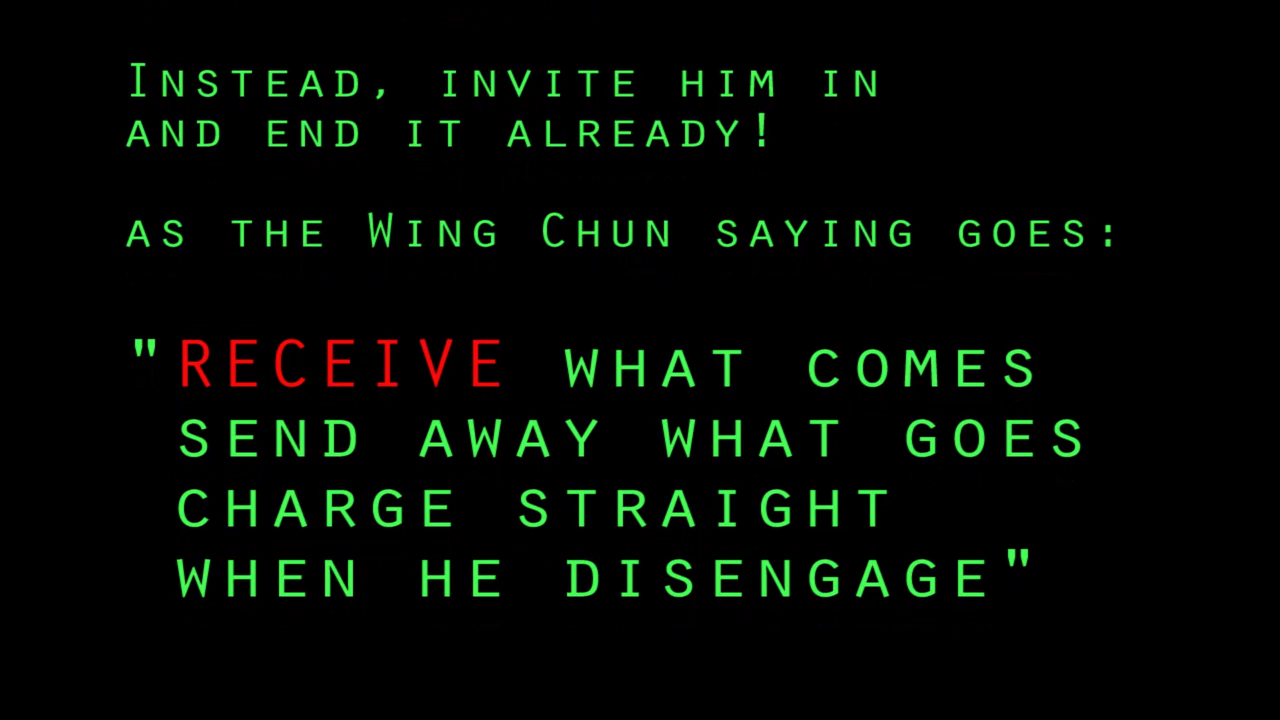 Instead, invite him in
and end it already!
as the Wing Chun saying goes:
"RECEIVE what comes
send away what goes
charge straight
when he disengage"